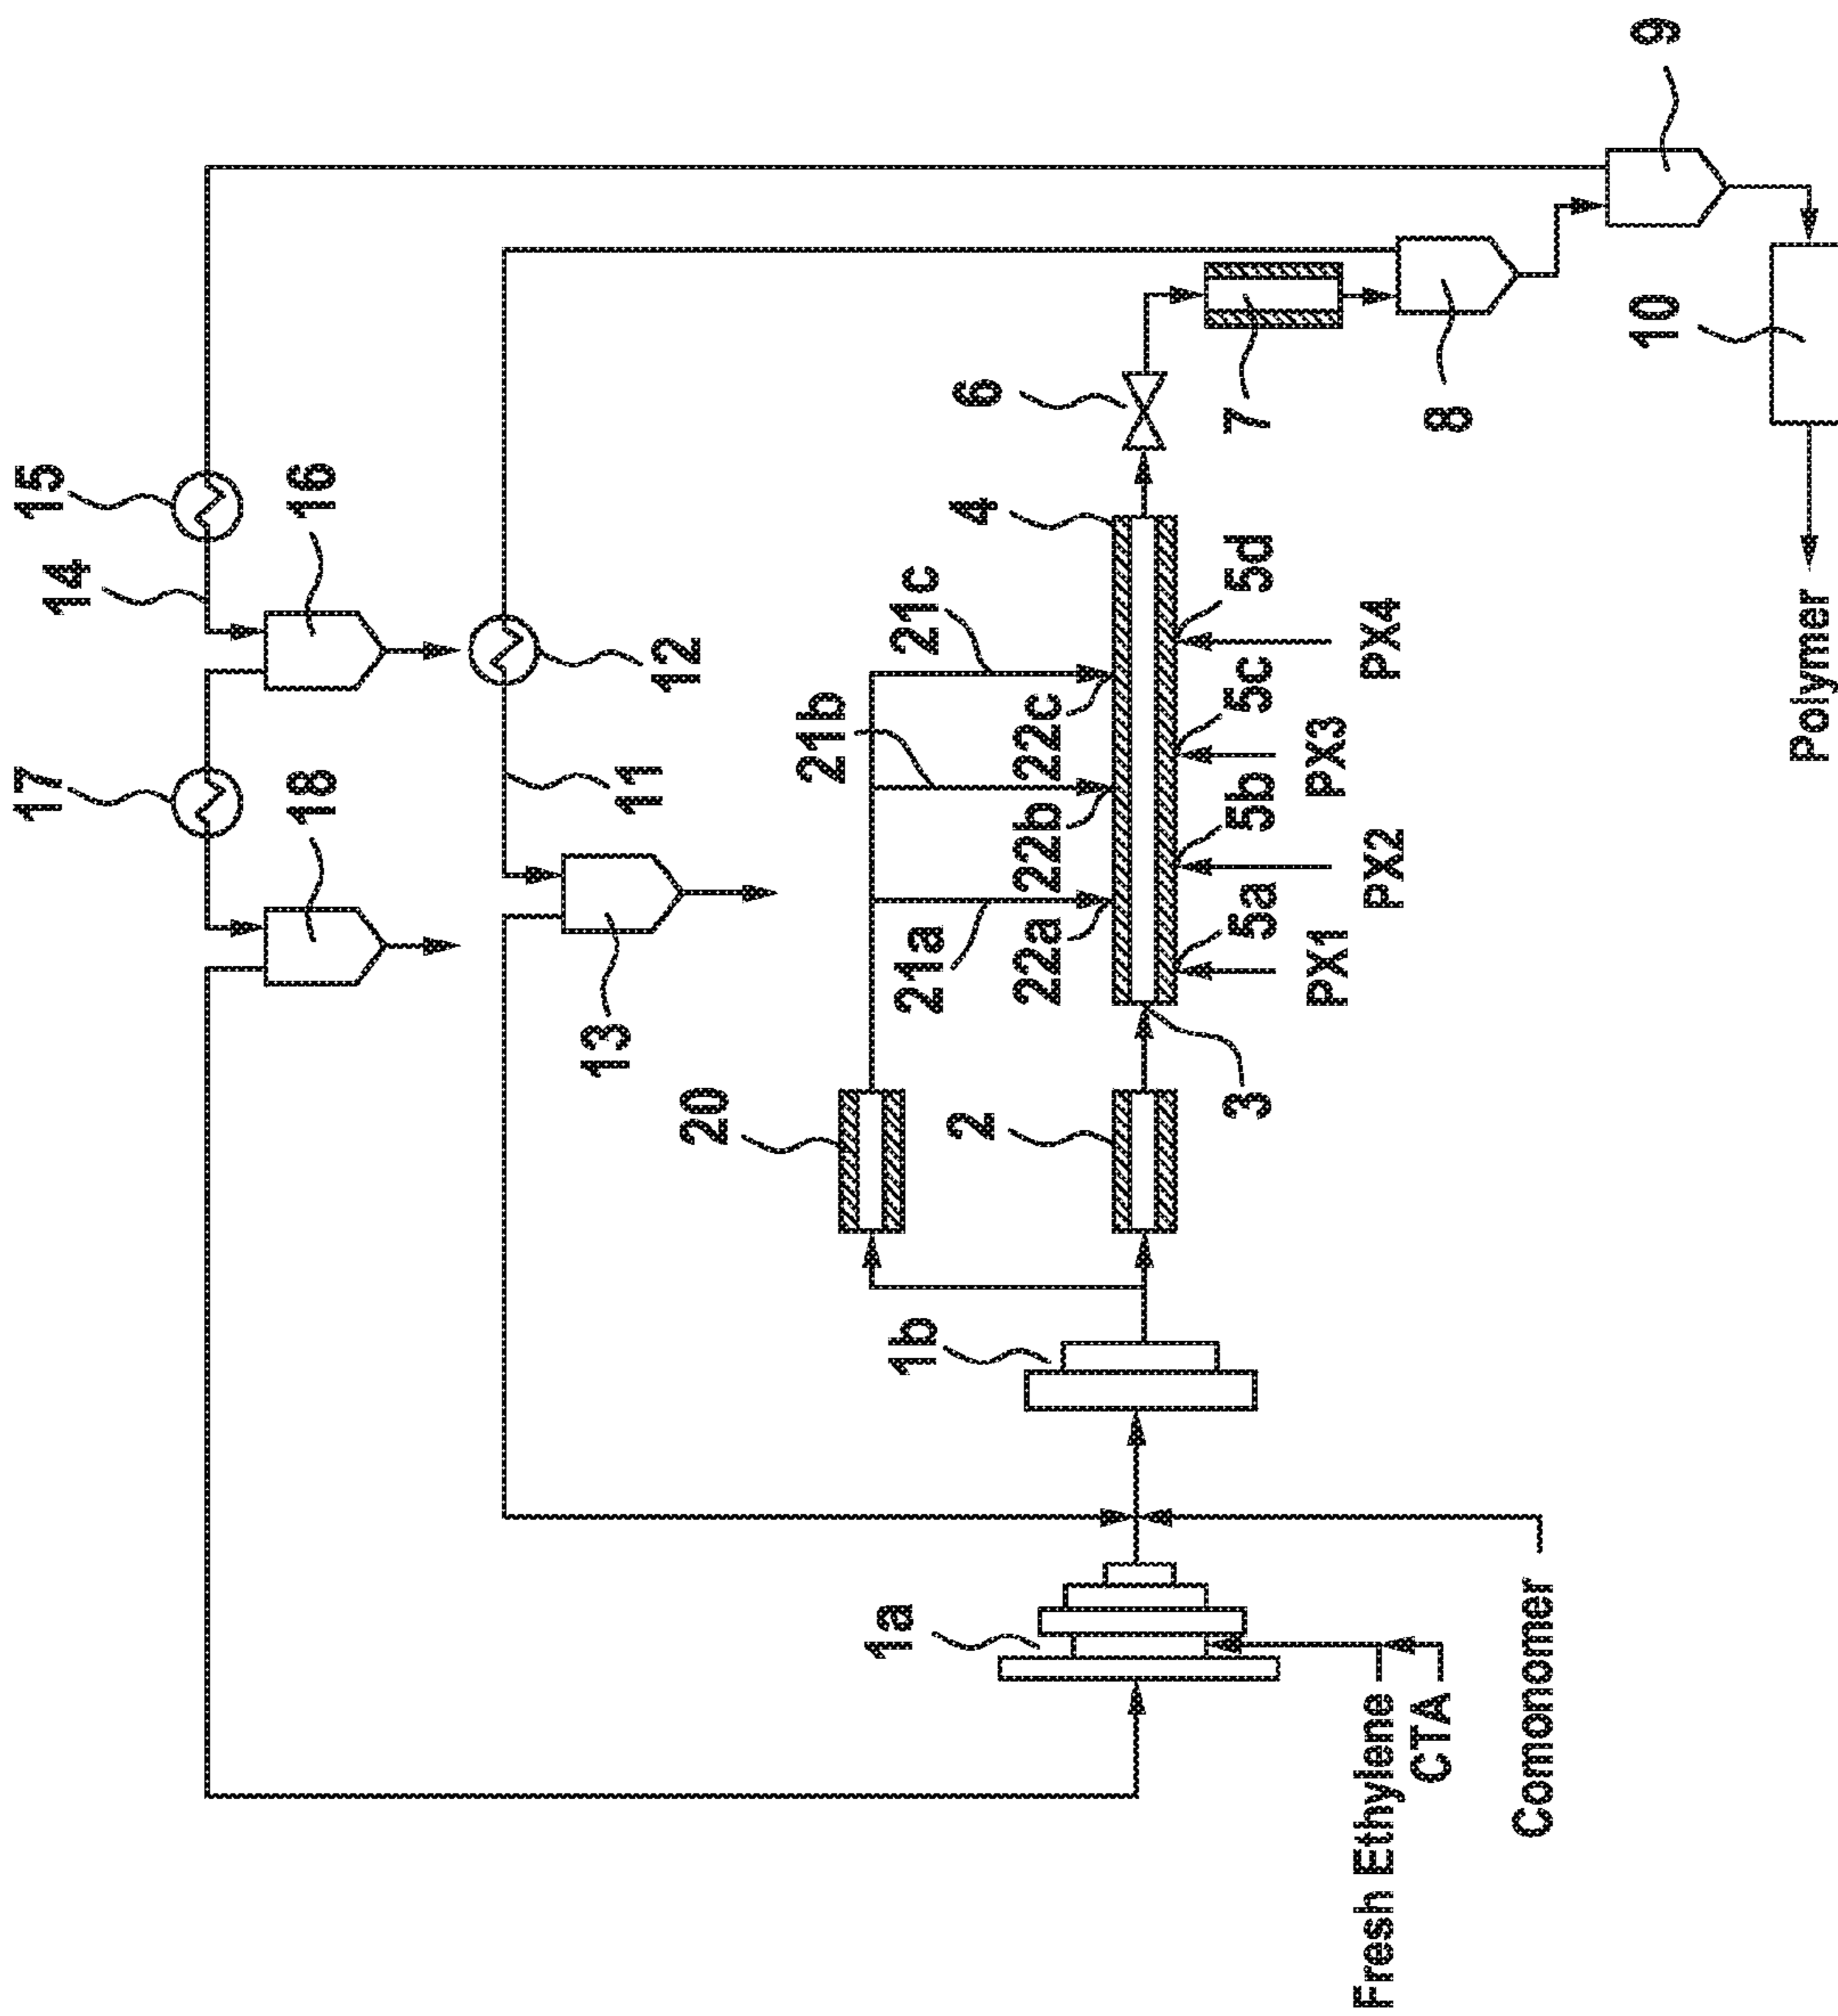 17
18
15
14
16
12
11
13
9
10
8
7
6
4
21c
21b
21a
22c
22b
22a
5d
5c
5b
5a
PX4
PX3
PX2
PX1
20
2
3
1b
1a
Fresh Ethylene
CTA
Comonomer
Polymer